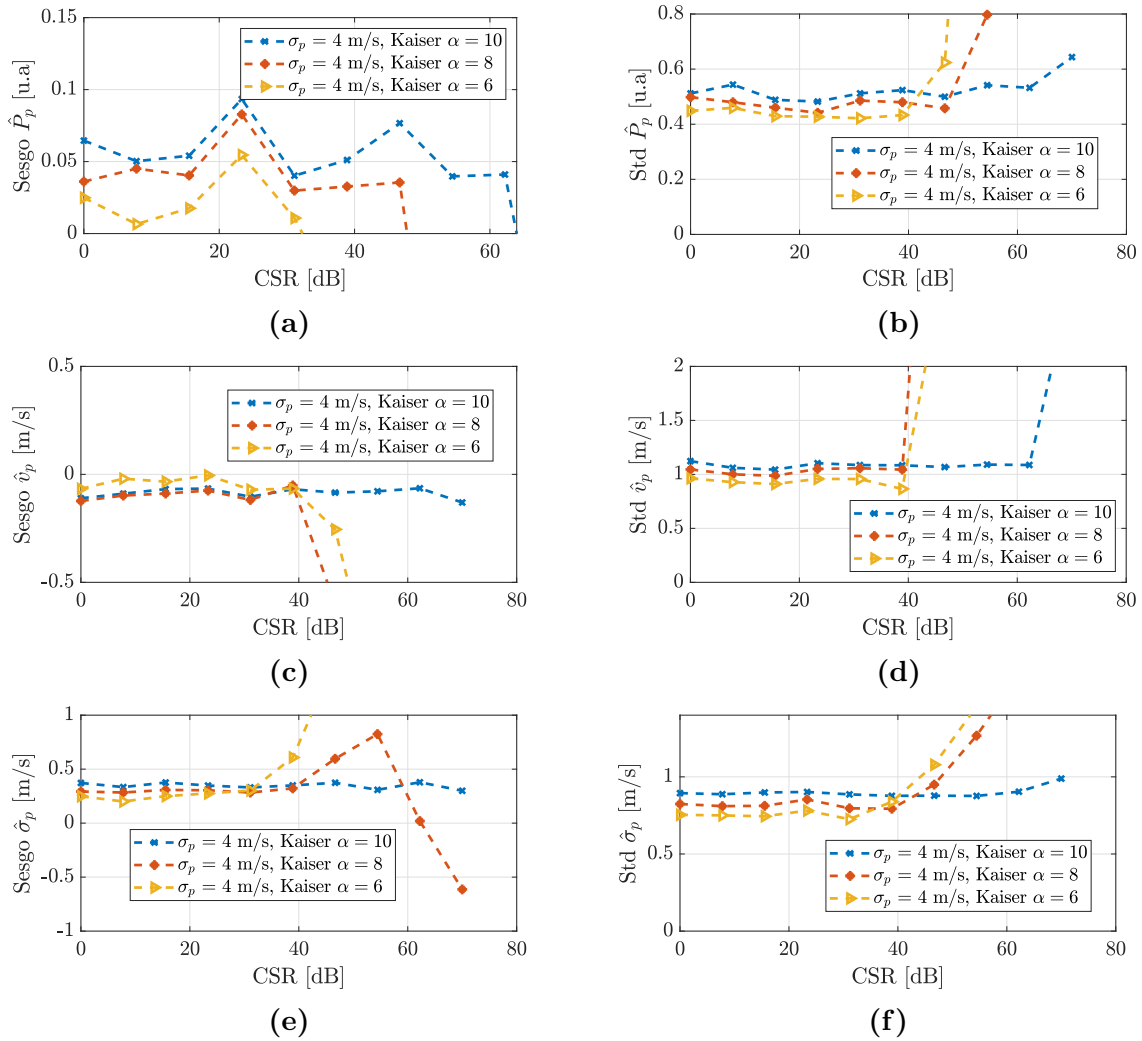 0.15
0.1
0.05
0
Sesgo P̂_p [u.a]
σ_p = 4 m/s, Kaiser α = 10
σ_p = 4 m/s, Kaiser α = 8
σ_p = 4 m/s, Kaiser α = 6
0 20 40 60
CSR [dB]
(a)
0.8
0.6
0.4
0.2
0
Std P̂_p [u.a]
σ_p = 4 m/s, Kaiser α = 10
σ_p = 4 m/s, Kaiser α = 8
σ_p = 4 m/s, Kaiser α = 6
0 20 40 60 80
CSR [dB]
(b)
0.5
0
-0.5
Sesgo v̂_p [m/s]
σ_p = 4 m/s, Kaiser α = 10
σ_p = 4 m/s, Kaiser α = 8
σ_p = 4 m/s, Kaiser α = 6
0 20 40 60 80
CSR [dB]
(c)
2
1.5
1
0.5
0
Std v̂_p [m/s]
σ_p = 4 m/s, Kaiser α = 10
σ_p = 4 m/s, Kaiser α = 8
σ_p = 4 m/s, Kaiser α = 6
0 20 40 60 80
CSR [dB]
(d)
1
0.5
0
-0.5
-1
Sesgo σ̂_p [m/s]
σ_p = 4 m/s, Kaiser α = 10
σ_p = 4 m/s, Kaiser α = 8
σ_p = 4 m/s, Kaiser α = 6
0 20 40 60 80
CSR [dB]
(e)
1
0.5
0
Std σ̂_p [m/s]
σ_p = 4 m/s, Kaiser α = 10
σ_p = 4 m/s, Kaiser α = 8
σ_p = 4 m/s, Kaiser α = 6
0 20 40 60 80
CSR [dB]
(f)